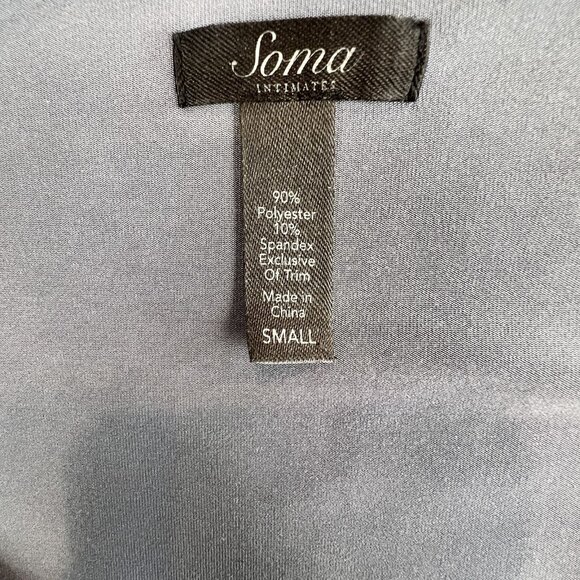 Soma
INTIMATES
90%
Polyester
10%
Spandex
Exclusive
Of Trim
Made in
China
SMALL